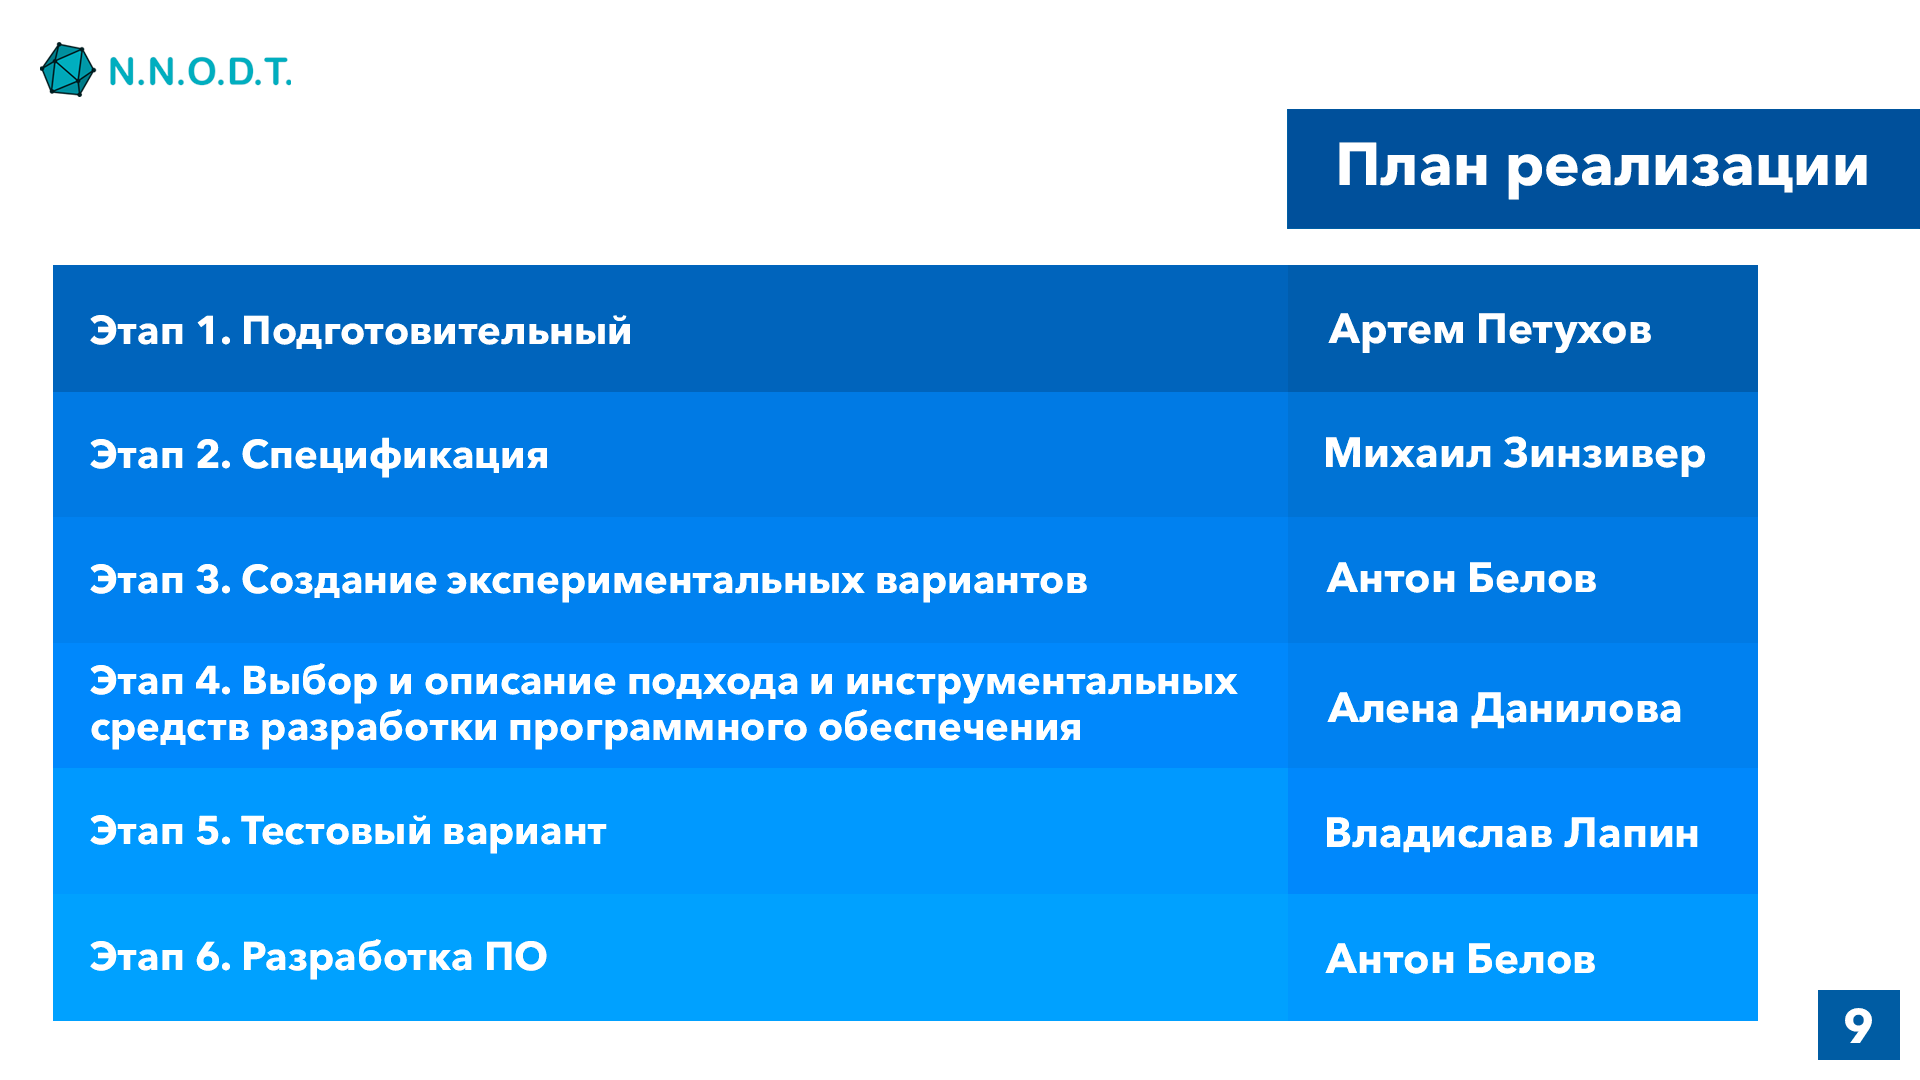 N.N.O.D.T.
План реализации
Этап 1. Подготовительный
Артем Петухов
Этап 2. Спецификация
Михаил Зинзивер
Этап 3. Создание экспериментальных вариантов
Антон Белов
Этап 4. Выбор и описание подхода и инструментальных
средств разработки программного обеспечения
Алена Данилова
Этап 5. Тестовый вариант
Владислав Лапин
Этап 6. Разработка ПО
Антон Белов
9